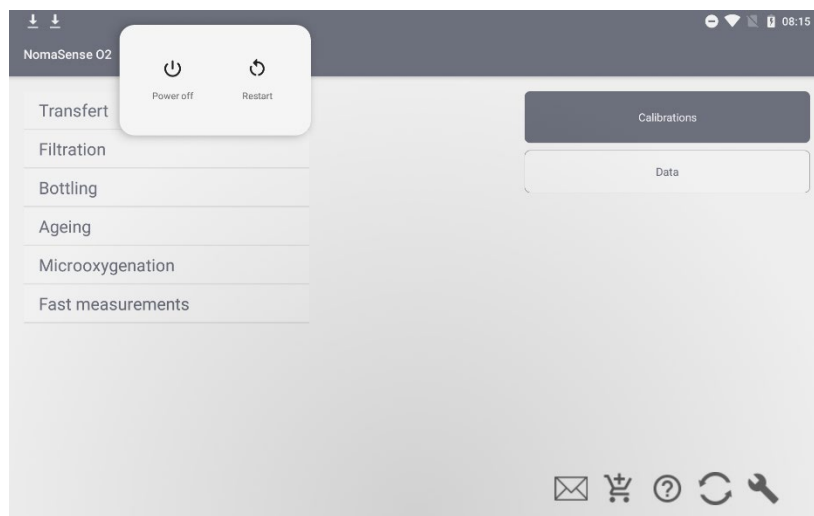 08:15
NomaSense O2
Power off
Restart
Transfert
Filtration
Bottling
Ageing
Microoxygenation
Fast measurements
Calibrations
Data